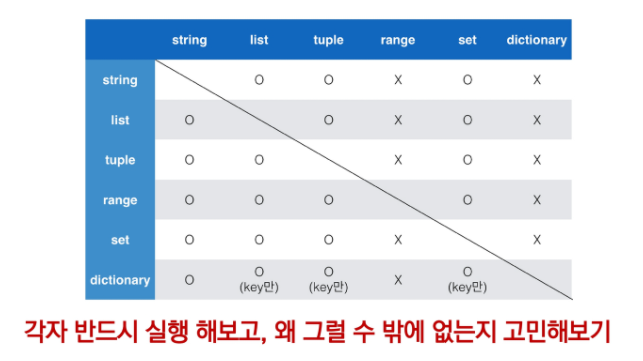 string list tuple range set dictionary
string O O X O X
list O O X O X
tuple O O X O X
range O O O O X
set O O O X X
dictionary O O (key만) O (key만) X O (key만)
각자 반드시 실행 해보고, 왜 그럴 수 밖에 없는지 고민해보기